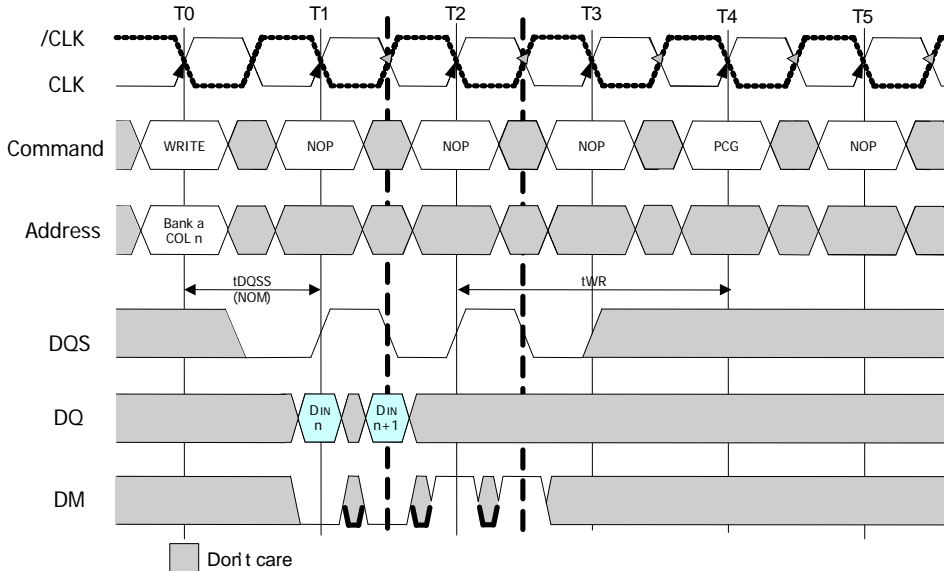 T0 T1 T2 T3 T4 T5
/CLK
CLK
Command WRITE NOP NOP NOP PCG NOP
Address Bank a
COL n
tDQSS
(NOM)
tWR
DQS
DQ DIN
n
DIN
n+1
DM
Don't care